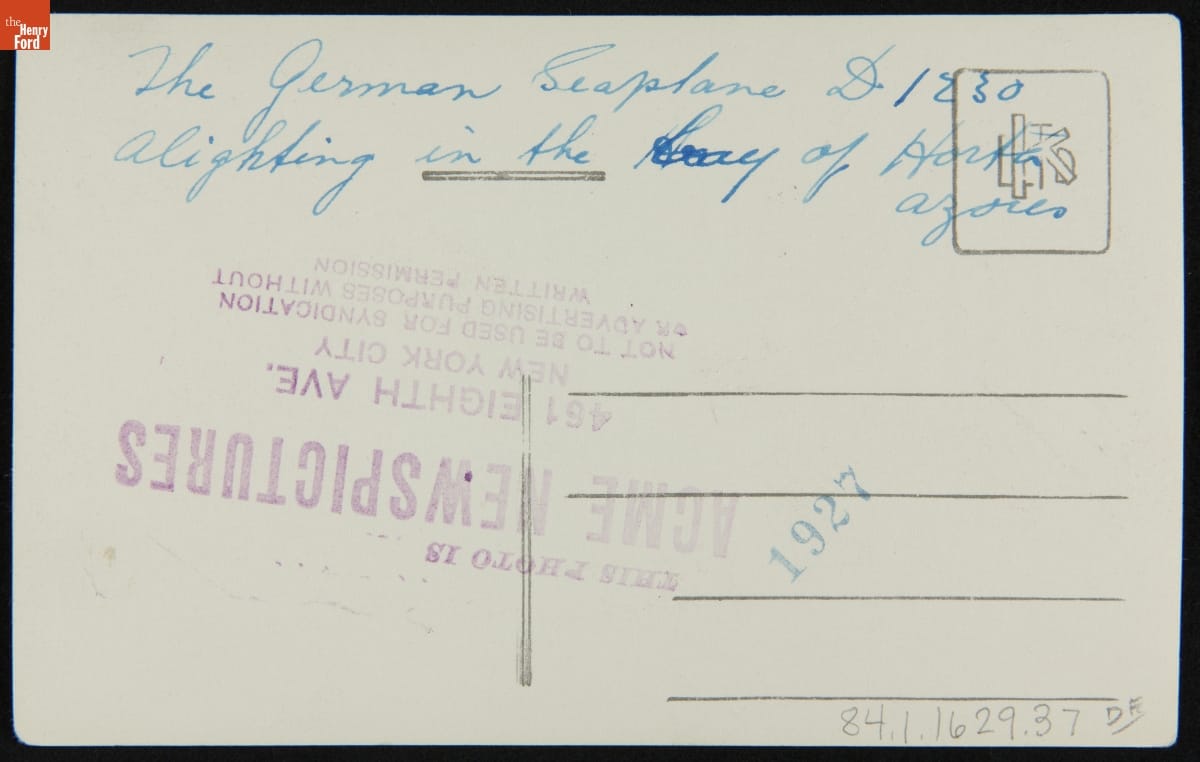 the
Henry
Ford
The German Seaplane D. 1230
Alighting in the Bay of Horta
Azores
THIS PHOTO IS
ACME NEWSPICTURES
461 EIGHTH AVE.
NEW YORK CITY
NOT TO BE USED FOR SYNDICATION
OR ADVERTISING PURPOSES WITHOUT
WRITTEN PERMISSION
1927
84.1.1629.37 DE